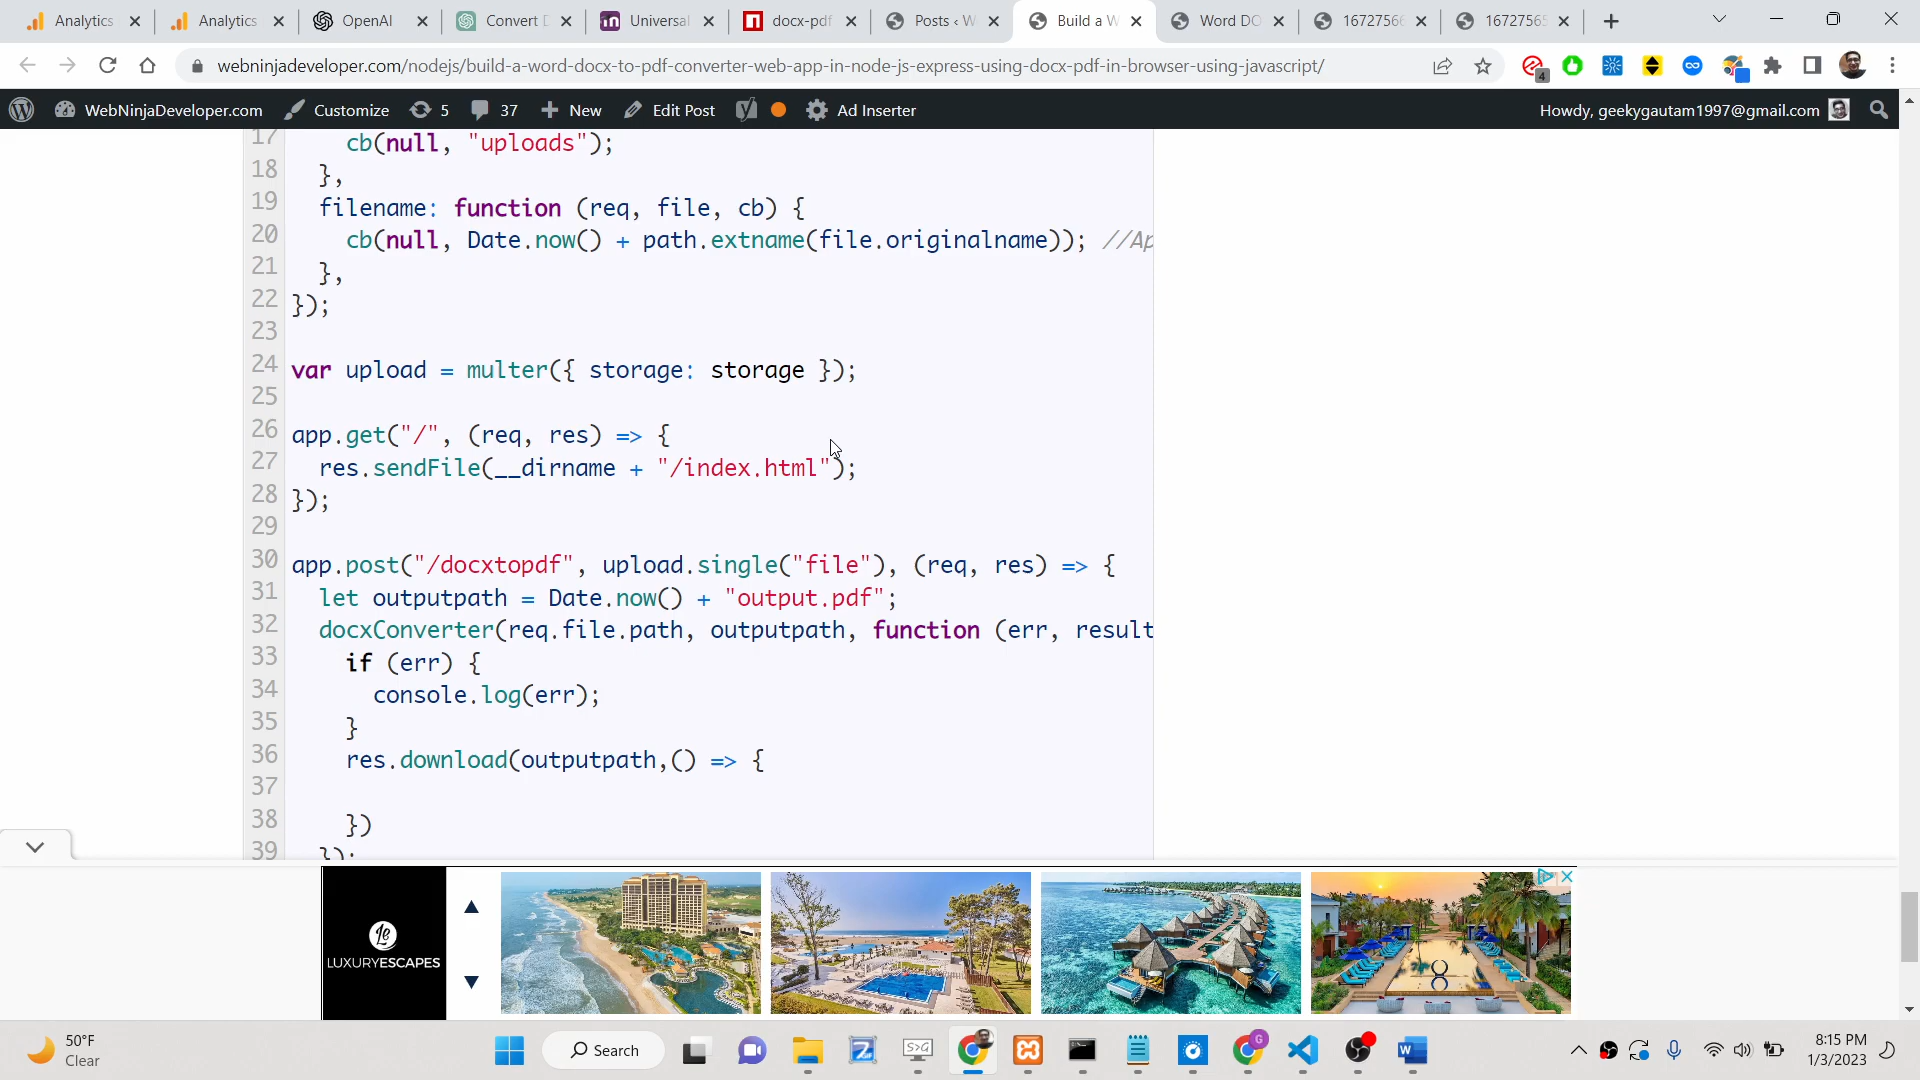 Analytics
Analytics
OpenAI
Convert D
Universal
docx-pdf
Posts ‹ W
Build a W
Word DO
1672756
1672756
webninjadeveloper.com/nodejs/build-a-word-docx-to-pdf-converter-web-app-in-node-js-express-using-docx-pdf-in-browser-using-javascript/
4
WebNinjaDeveloper.com
Customize
5
37
New
Edit Post
Ad Inserter
Howdy, geekygautam1997@gmail.com
17 cb(null, "uploads");
18 },
19 filename: function (req, file, cb) {
20 cb(null, Date.now() + path.extname(file.originalname)); //Ap
21 },
22 });
23
24 var upload = multer({ storage: storage });
25
26 app.get("/", (req, res) => {
27 res.sendFile(__dirname + "/index.html");
28 });
29
30 app.post("/docxtopdf", upload.single("file"), (req, res) => {
31 let outputpath = Date.now() + "output.pdf";
32 docxConverter(req.file.path, outputpath, function (err, result
33 if (err) {
34 console.log(err);
35 }
36 res.download(outputpath,() => {
37
38 })
39 });
LE
LUXURYESCAPES
50°F
Clear
Search
S>G
G
8:15 PM
1/3/2023